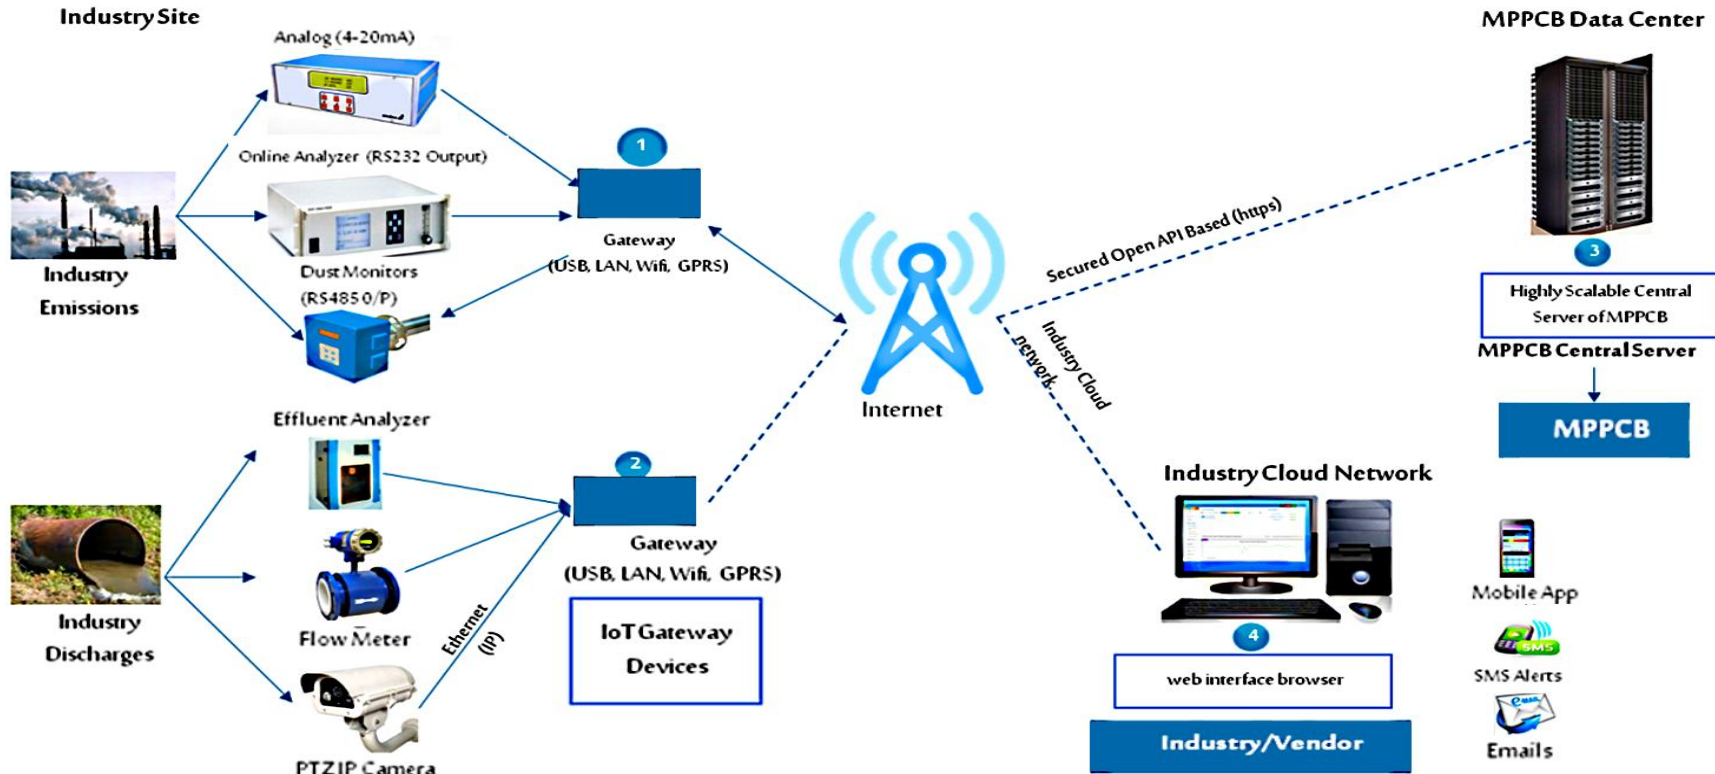 Industry Site
Analog (4-20mA)
Online Analyzer (RS232 Output)
Industry
Emissions
Dust Monitors
(RS4850/P)
1
Gateway
(USB, LAN, Wifi, GPRS)
Effluent Analyzer
Industry
Discharges
Flow Meter
Ethernet
(IP)
PTZIP Camera
2
Gateway
(USB, LAN, Wifi, GPRS)
IoT Gateway
Devices
Internet
Secured Open API Based (https)
Industry Cloud
network
MPPCB Data Center
3
Highly Scalable Central
Server of MPPCB
MPPCB Central Server
MPPCB
Industry Cloud Network
4
web interface browser
Industry/Vendor
Mobile App
SMS
SMS Alerts
Emails